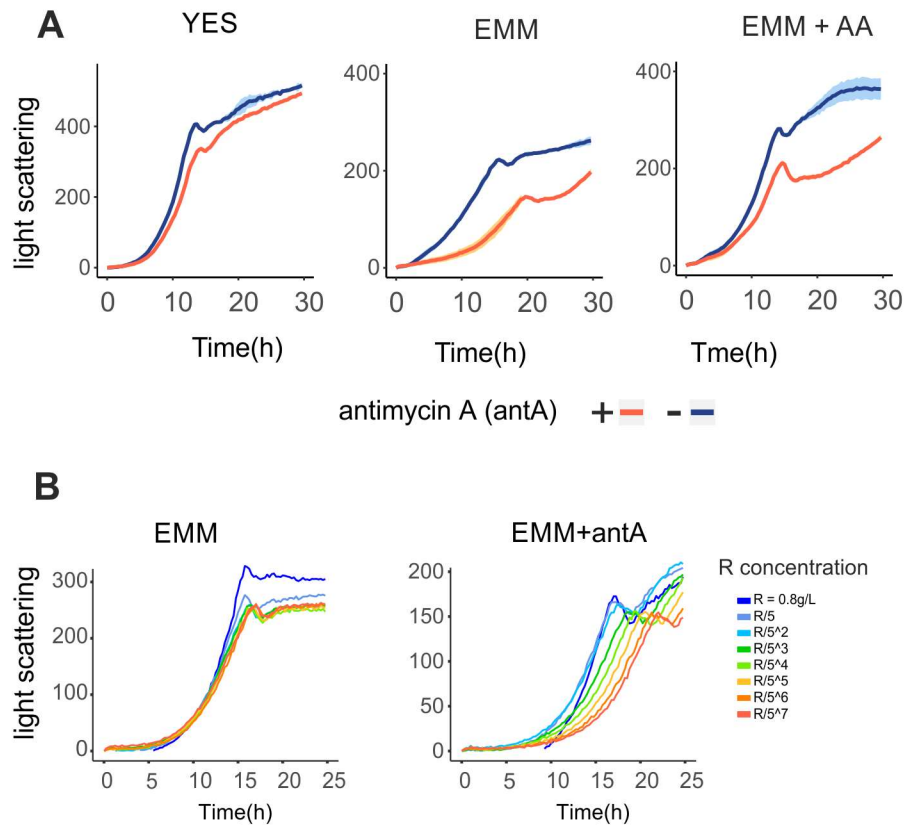 A
YES
EMM
EMM + AA
light scattering
400
200
0
400
200
0
400
200
0
0 10 20 30
0 10 20 30
0 10 20 30
Time(h)
Time(h)
Tme(h)
antimycin A (antA) + -
B
EMM
EMM+antA
light scattering
300
200
100
0
200
150
100
50
0
0 5 10 15 20 25
0 5 10 15 20 25
Time(h)
Time(h)
R concentration
R = 0.8g/L
R/5
R/5^2
R/5^3
R/5^4
R/5^5
R/5^6
R/5^7